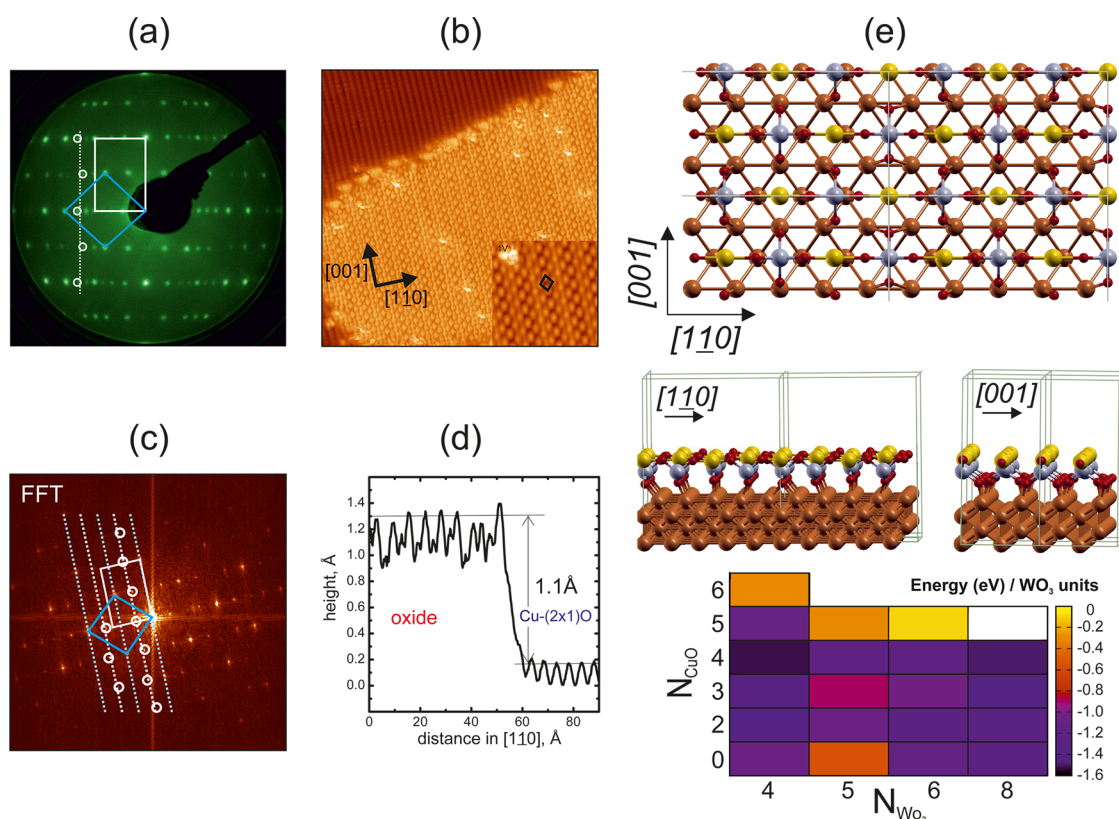 (a)
(b)
(e)
[001]
[110]
1V
[001]
[110]
[110]
[001]
(c)
(d)
FFT
height, Å
1.4
1.2
1.0
0.8
0.6
0.4
0.2
0.0
1.1Å
oxide
Cu-(2x1)O
0 20 40 60 80
distance in [110], Å
Energy (eV) / WO₃ units
N_CuO
6
5
4
3
2
0
4 5 6 8
N_Wo₃
0
-0.2
-0.4
-0.6
-0.8
-1.0
-1.2
-1.4
-1.6